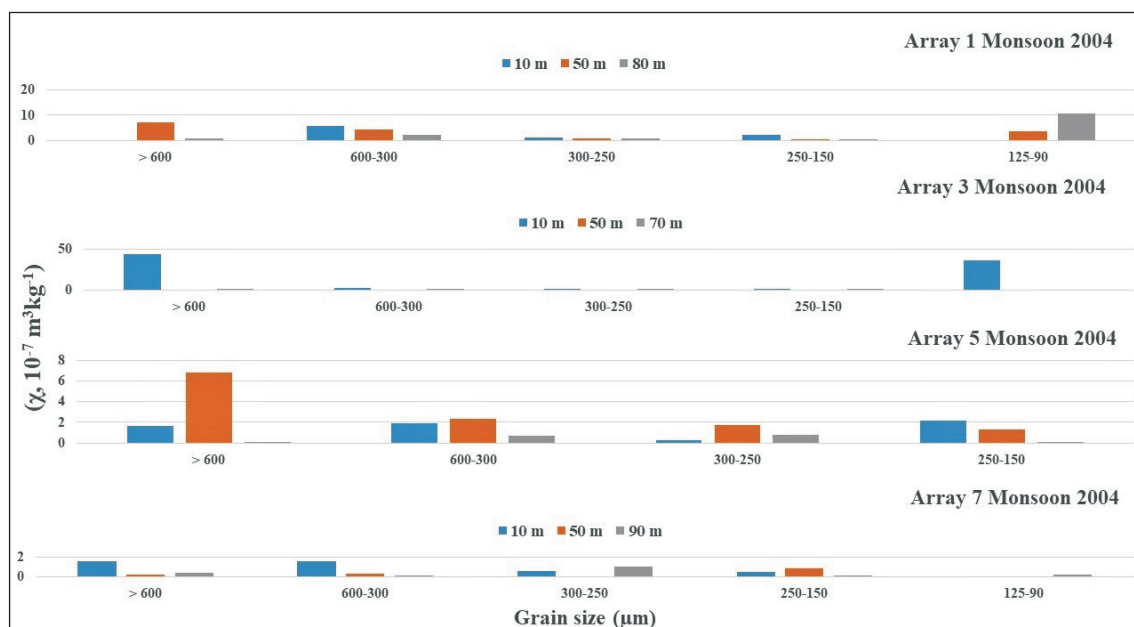 Array 1 Monsoon 2004
10 m 50 m 80 m
20
10
0
> 600 600-300 300-250 250-150 125-90
Array 3 Monsoon 2004
10 m 50 m 70 m
50
0
> 600 600-300 300-250 250-150
Array 5 Monsoon 2004
8
6
4
2
0
> 600 600-300 300-250 250-150
Array 7 Monsoon 2004
10 m 50 m 90 m
2
0
> 600 600-300 300-250 250-150 125-90
Grain size (µm)
(χ, 10⁻⁷ m³kg⁻¹)